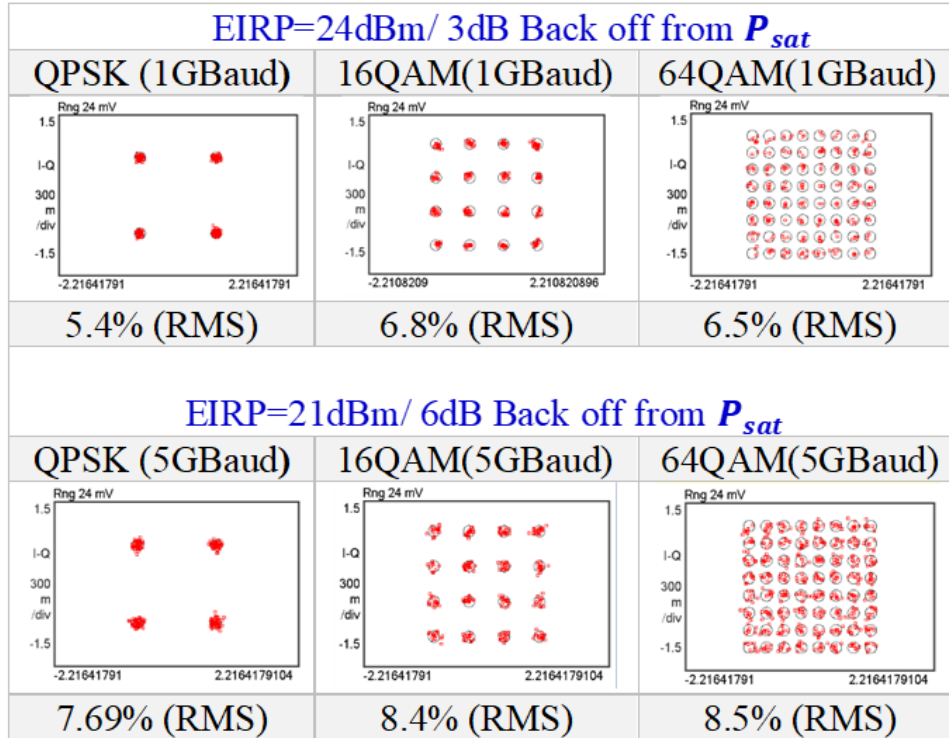 EIRP=24dBm/ 3dB Back off from P_sat
QPSK (1GBaud) 16QAM(1GBaud) 64QAM(1GBaud)
Rng 24 mV Rng 24 mV Rng 24 mV
1.5 1.5 1.5
I-Q I-Q I-Q
300 300 300
m m m
/div /div /div
-1.5 -1.5 -1.5
-2.21641791 2.21641791 -2.2108209 2.210820896 -2.21641791 2.21641791
5.4% (RMS) 6.8% (RMS) 6.5% (RMS)
EIRP=21dBm/ 6dB Back off from P_sat
QPSK (5GBaud) 16QAM(5GBaud) 64QAM(5GBaud)
Rng 24 mV Rng 24 mV Rng 24 mV
1.5 1.5 1.5
I-Q I-Q I-Q
300 300 300
m m m
/div /div /div
-1.5 -1.5 -1.5
-2.21641791 2.2164179104 -2.21641791 2.2164179104 -2.21641791 2.2164179104
7.69% (RMS) 8.4% (RMS) 8.5% (RMS)